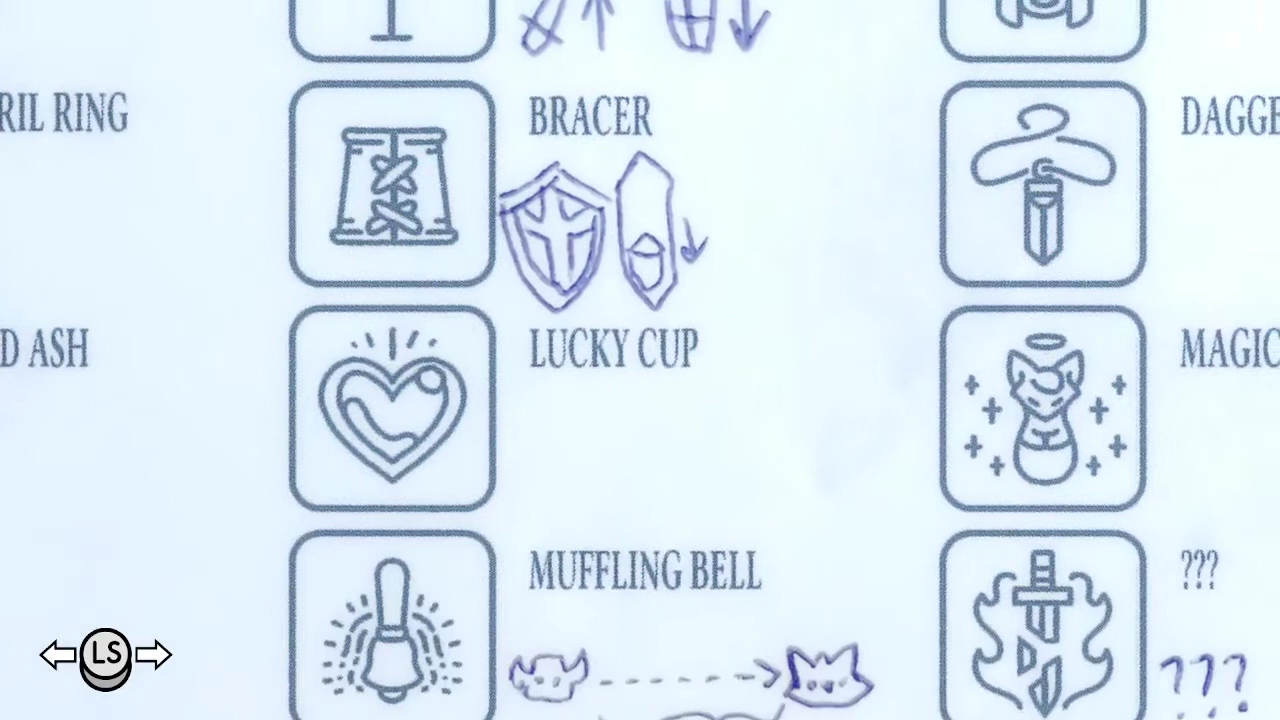 RIL RING
BRACER
DAGGE
D ASH
LUCKY CUP
MAGIC
MUFFLING BELL
???
LS
???